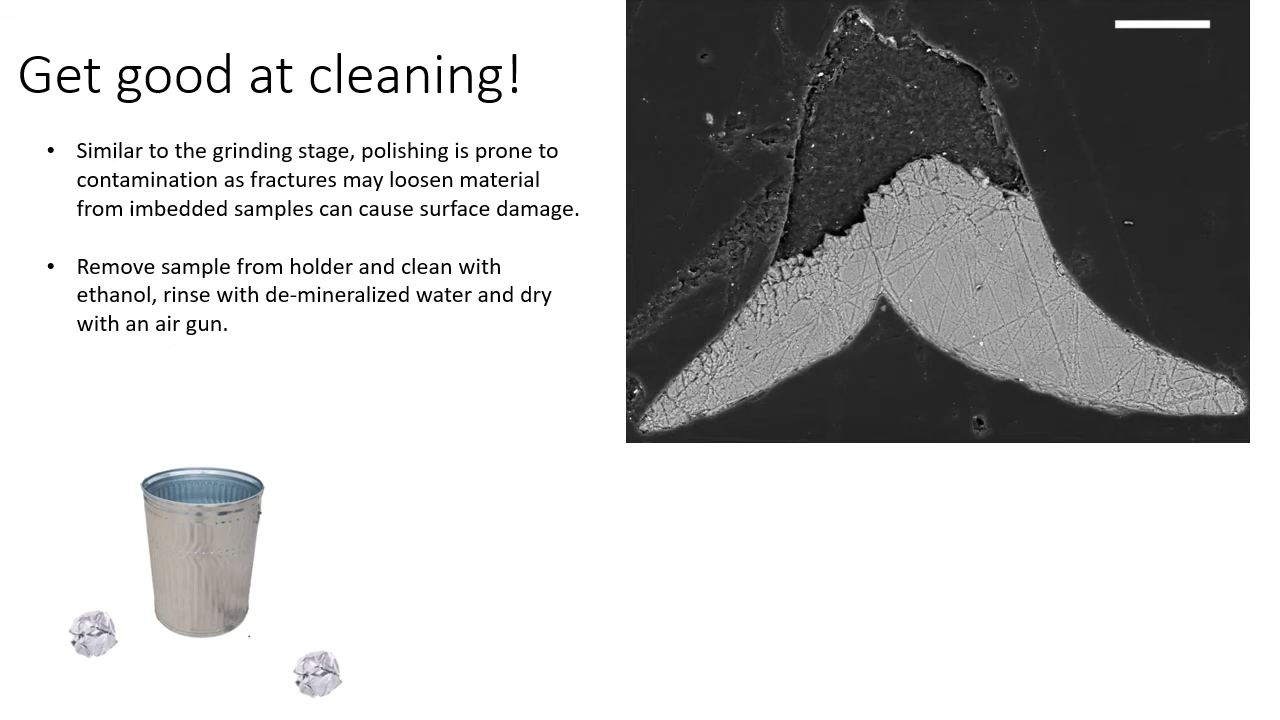 Get good at cleaning!
• Similar to the grinding stage, polishing is prone to
contamination as fractures may loosen material
from imbedded samples can cause surface damage.
• Remove sample from holder and clean with
ethanol, rinse with de-mineralized water and dry
with an air gun.